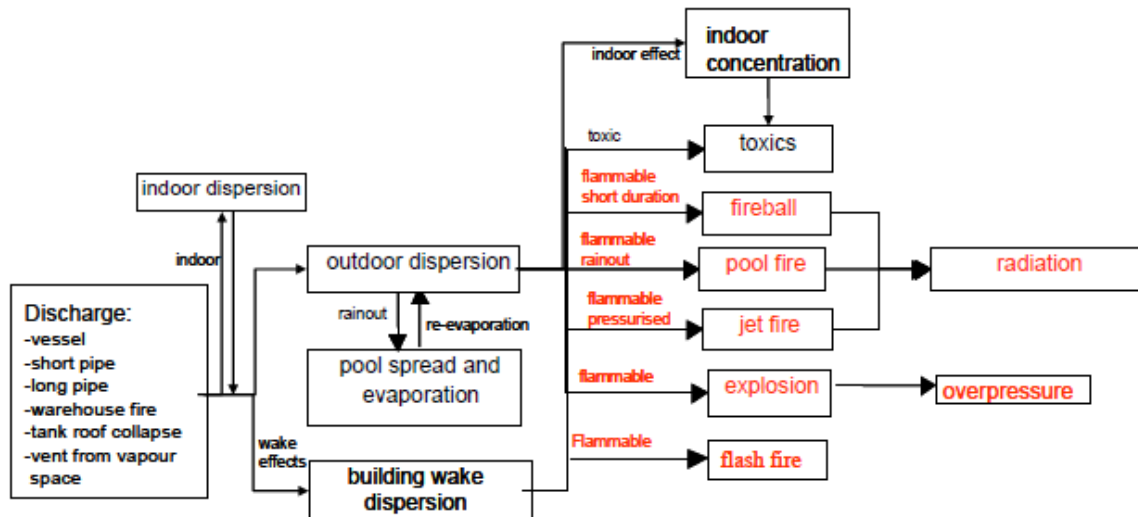 Discharge:
-vessel
-short pipe
-long pipe
-warehouse fire
-tank roof collapse
-vent from vapour
space
indoor
indoor dispersion
outdoor dispersion
rainout
re-evaporation
pool spread and
evaporation
wake
effects
building wake
dispersion
indoor effect
indoor
concentration
toxic
toxics
flammable
short duration
fireball
flammable
rainout
pool fire
radiation
flammable
pressurised
jet fire
flammable
explosion
overpressure
Flammable
flash fire